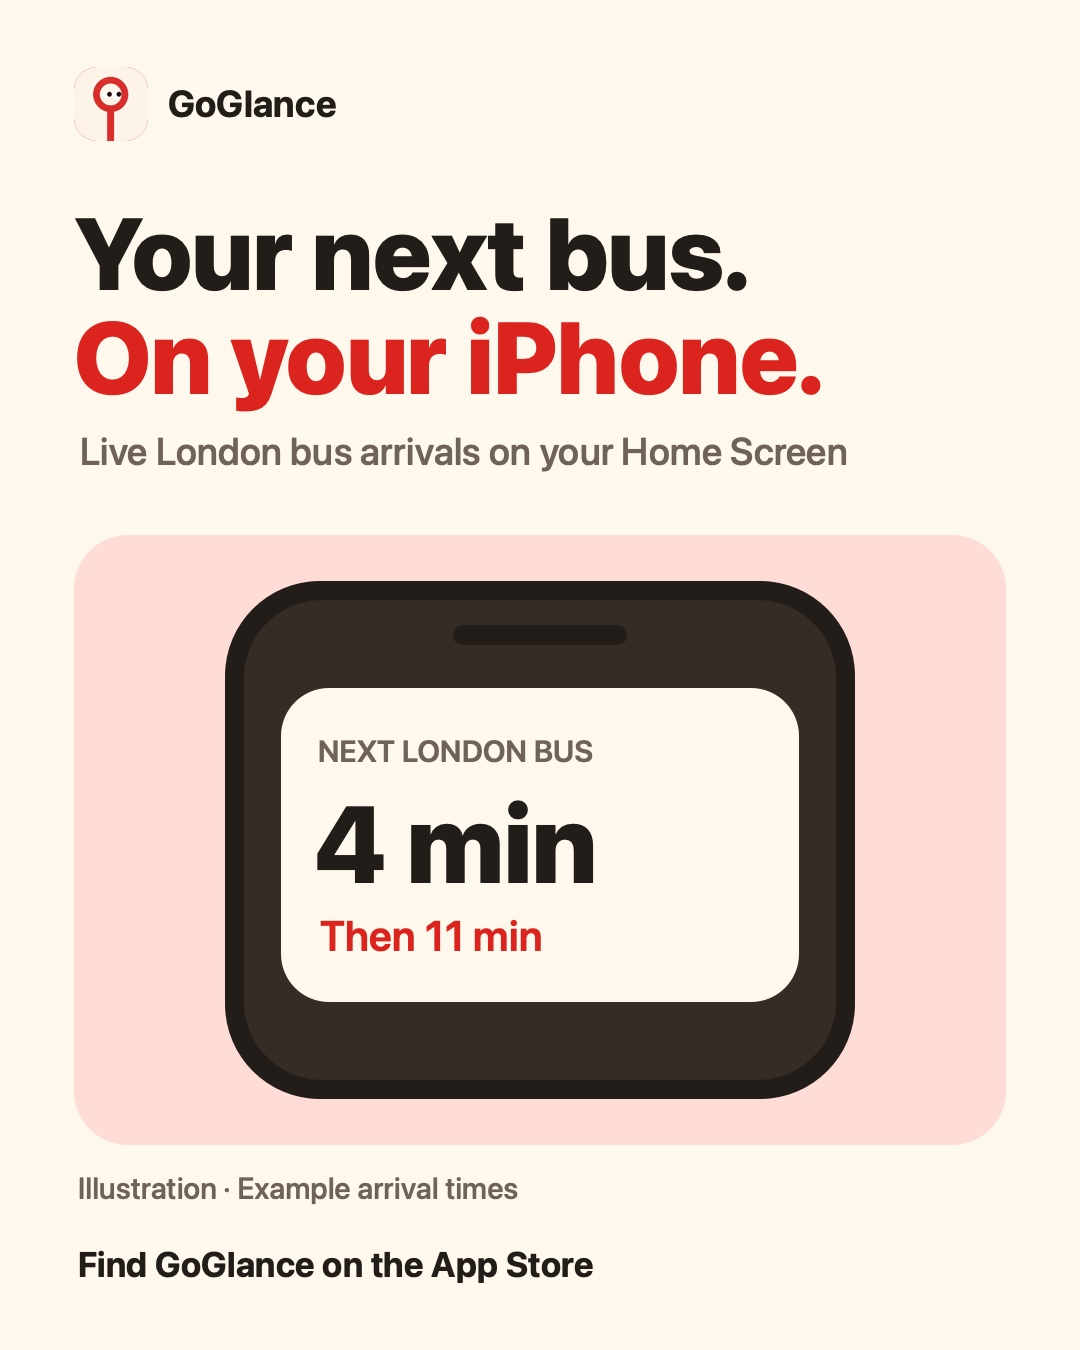 GoGlance
Your next bus.
On your iPhone.
Live London bus arrivals on your Home Screen
NEXT LONDON BUS
4 min
Then 11 min
Illustration · Example arrival times
Find GoGlance on the App Store